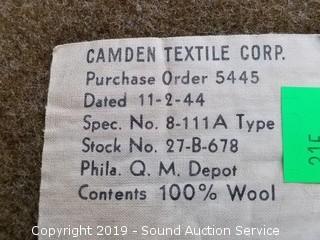 CAMDEN TEXTILE CORP.
Purchase Order 5445
Dated 11-2-44
Spec. No. 8-111A Type
Stock No. 27-B-678
Phila. Q. M. Depot
Contents 100% Wool
215
Copyright 2019 - Sound Auction Service